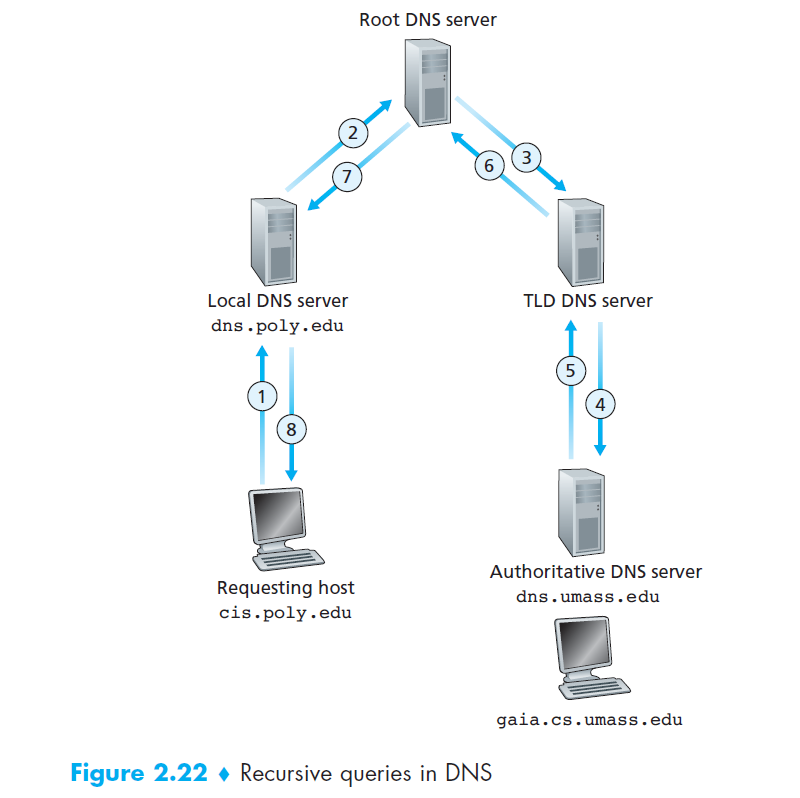 Root DNS server
2
3
6
7
Local DNS server
dns.poly.edu
TLD DNS server
1
5
4
8
Requesting host
cis.poly.edu
Authoritative DNS server
dns.umass.edu
gaia.cs.umass.edu
Figure 2.22 ♦ Recursive queries in DNS